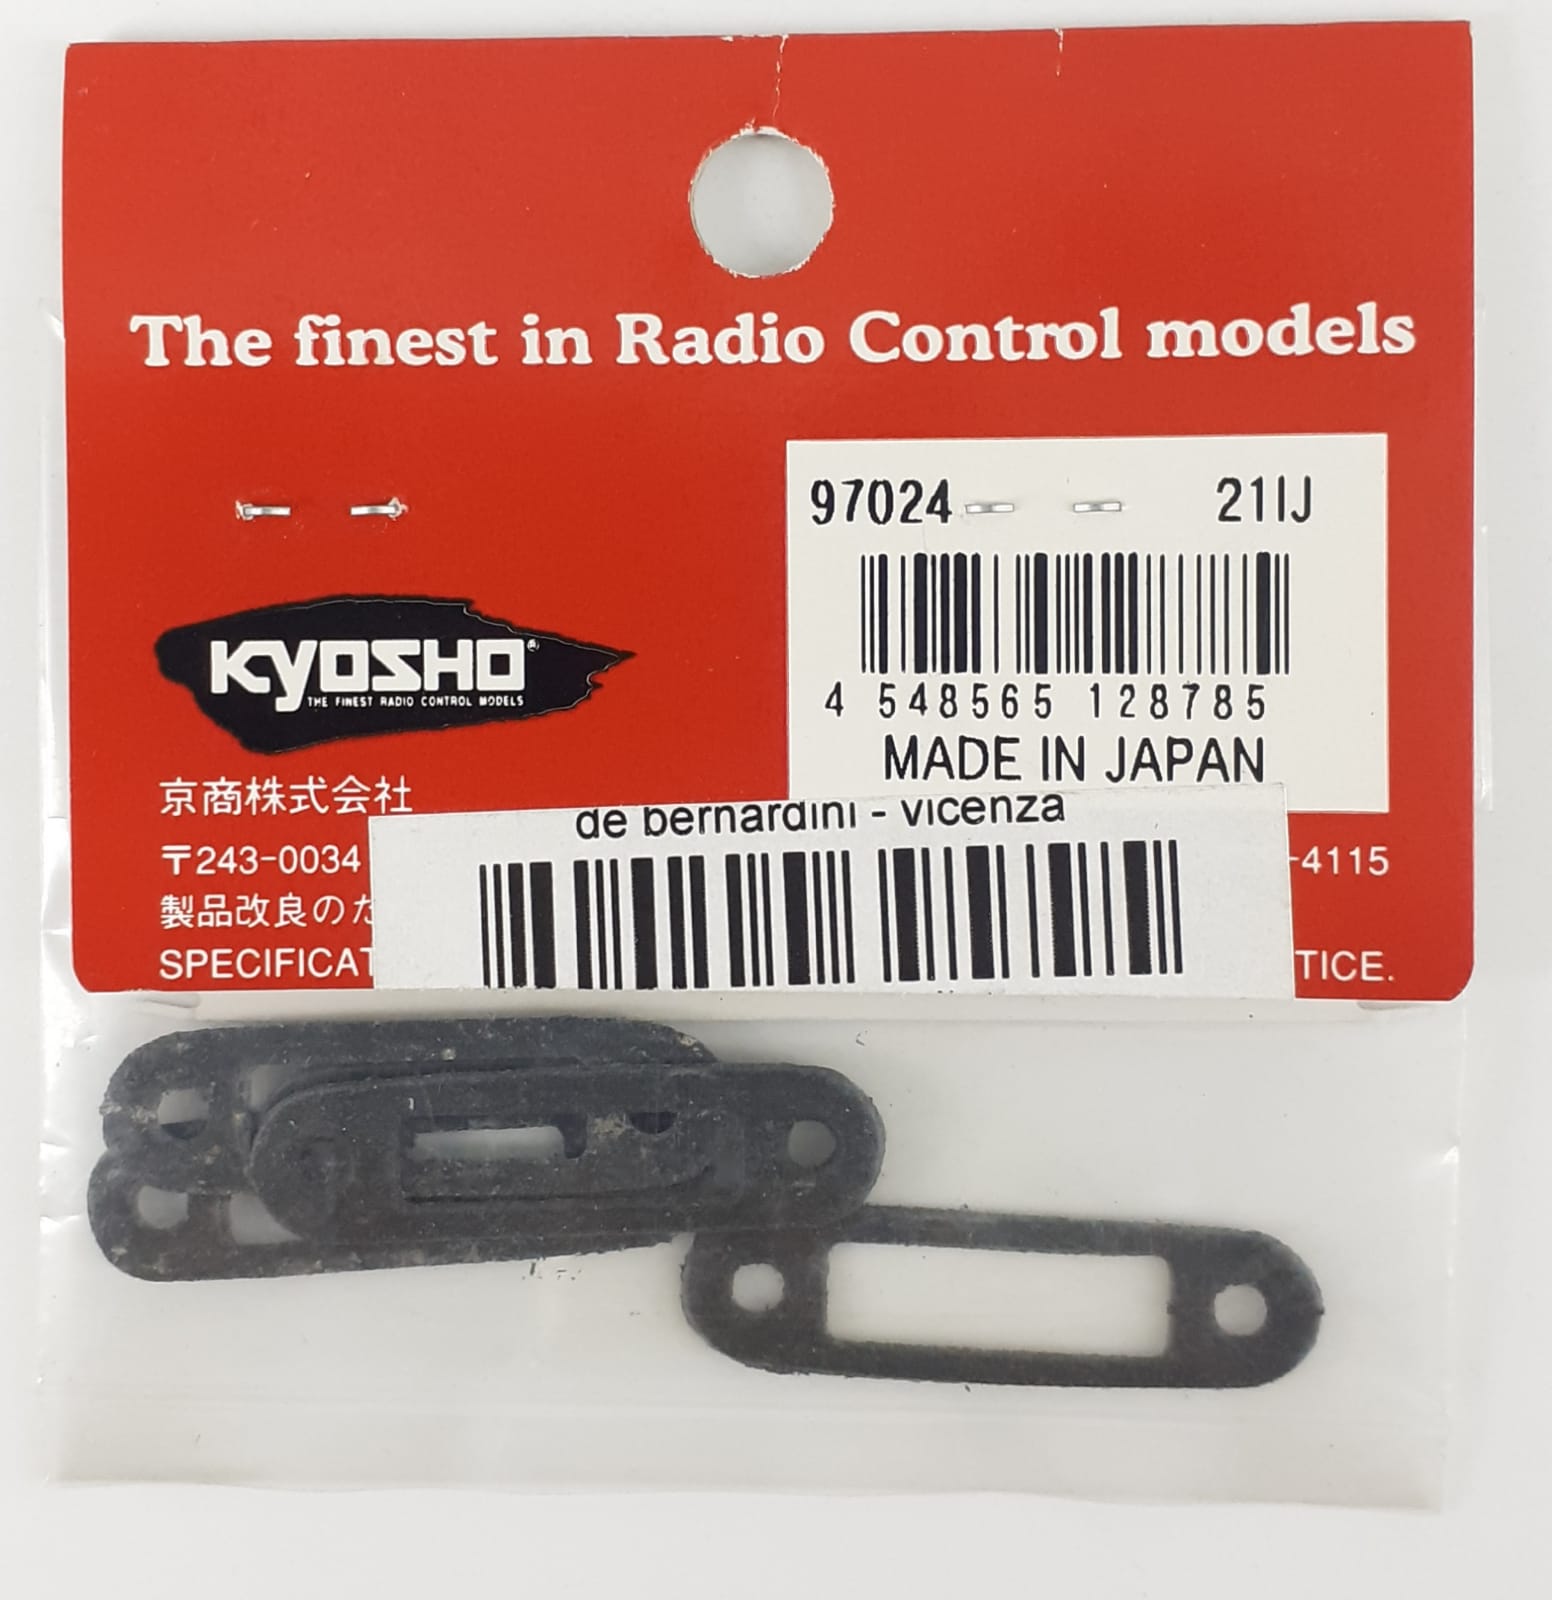 The finest in Radio Control models
97024 21IJ
4 548565 128785
MADE IN JAPAN
KYOSHO®
THE FINEST RADIO CONTROL MODELS
京商株式会社
de bernardini - vicenza
〒243-0034 -4115
製品改良のた
SPECIFICAT TICE.